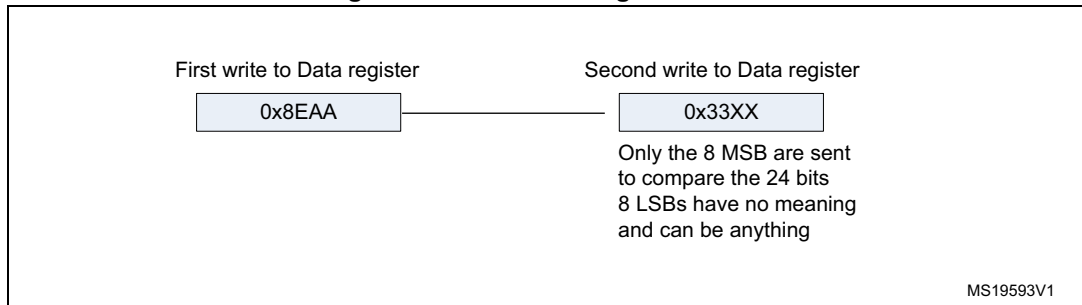 First write to Data register
Second write to Data register
0x8EAA
0x33XX
Only the 8 MSB are sent
to compare the 24 bits
8 LSBs have no meaning
and can be anything
MS19593V1